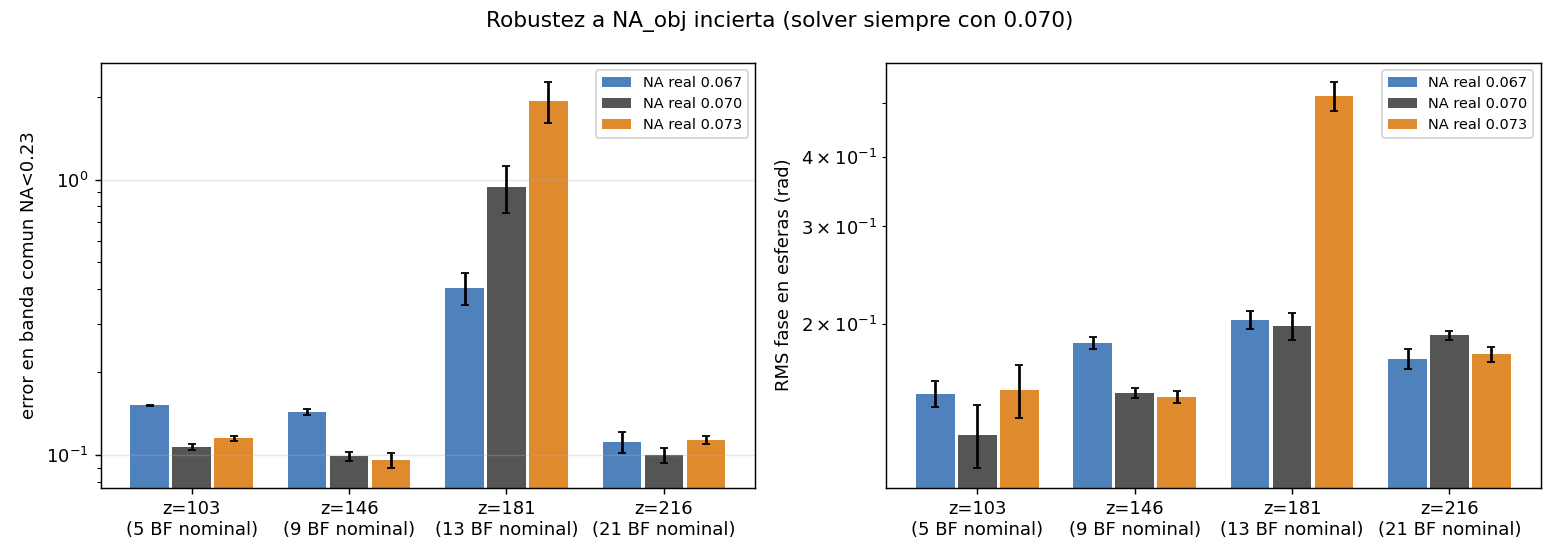 Robustez a NA_obj incierta (solver siempre con 0.070)
error en banda comun NA<0.23
10⁰
10⁻¹
NA real 0.067
NA real 0.070
NA real 0.073
z=103
(5 BF nominal)
z=146
(9 BF nominal)
z=181
(13 BF nominal)
z=216
(21 BF nominal)
RMS fase en esferas (rad)
4 × 10⁻¹
3 × 10⁻¹
2 × 10⁻¹
NA real 0.067
NA real 0.070
NA real 0.073
z=103
(5 BF nominal)
z=146
(9 BF nominal)
z=181
(13 BF nominal)
z=216
(21 BF nominal)